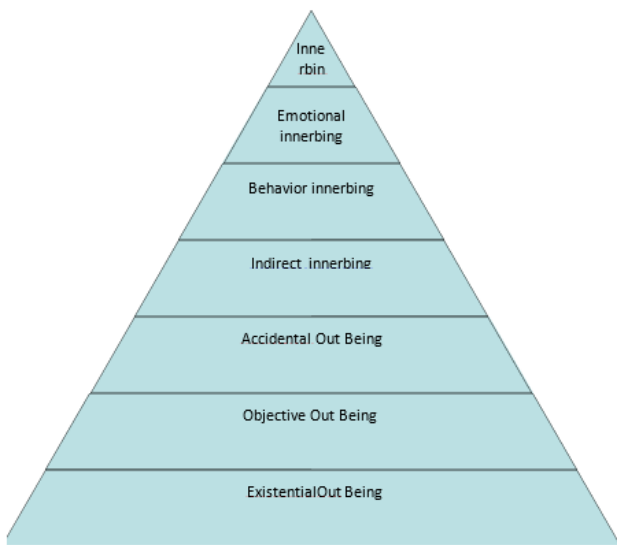 Inne
rbin
Emotional
innerbing
Behavior innerbing
Indirect innerbing
Accidental Out Being
Objective Out Being
ExistentialOut Being